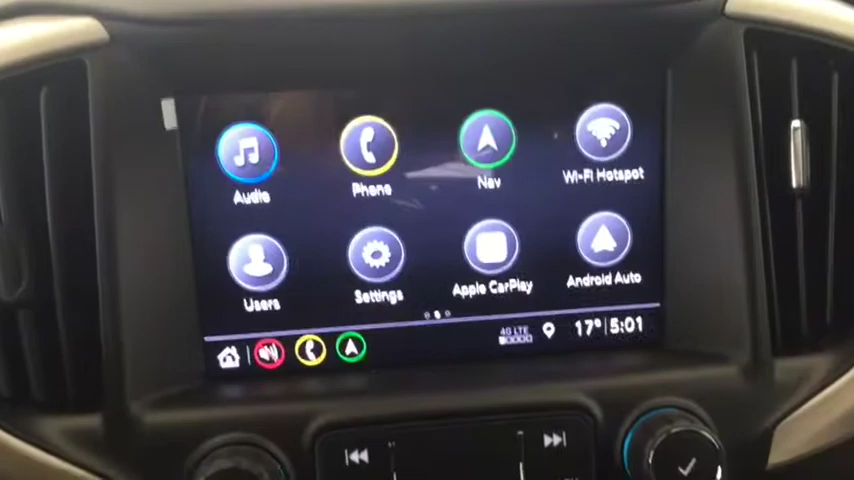 Audio Phone Nav Wi-Fi Hotspot
Users Settings Apple CarPlay Android Auto
4G LTE 17° 5:01